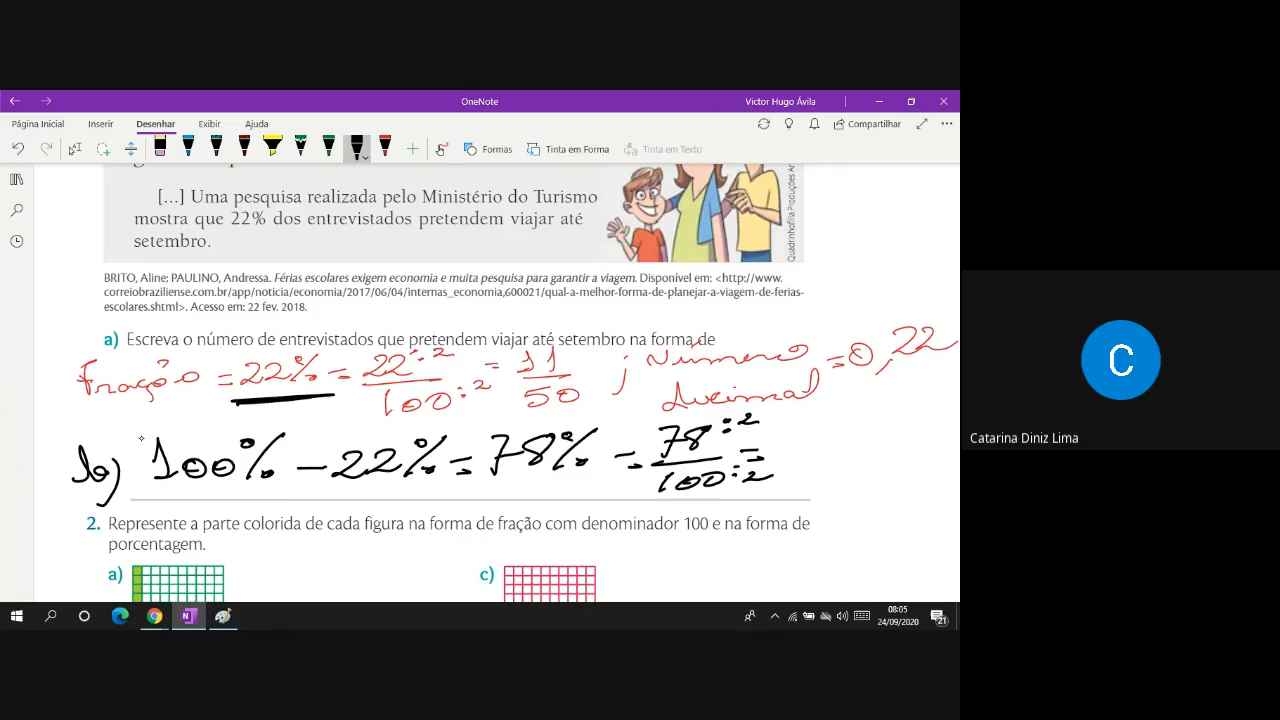 OneNote
Victor Hugo Ávila
Página Inicial Inserir Desenhar Exibir Ajuda
Compartilhar
Formas Tinta em Forma Tinta em Texto
[...] Uma pesquisa realizada pelo Ministério do Turismo
mostra que 22% dos entrevistados pretendem viajar até
setembro.
Quadrinhofilia Produções Ar
BRITO, Aline; PAULINO, Andressa. Férias escolares exigem economia e muita pesquisa para garantir a viagem. Disponível em: <http://www.
correiobraziliense.com.br/app/noticia/economia/2017/06/04/internas_economia,600021/qual-a-melhor-forma-de-planejar-a-viagem-de-ferias-
escolares.shtml>. Acesso em: 22 fev. 2018.
a) Escreva o número de entrevistados que pretendem viajar até setembro na forma de
Fração = 22% = 22:2/100:2 = 11/50 ; Número Decimal = 0,22
b) 100% - 22% = 78% = 78:2/100:2 =
2. Represente a parte colorida de cada figura na forma de fração com denominador 100 e na forma de
porcentagem.
a) c)
C
Catarina Diniz Lima
08:05
24/09/2020
21